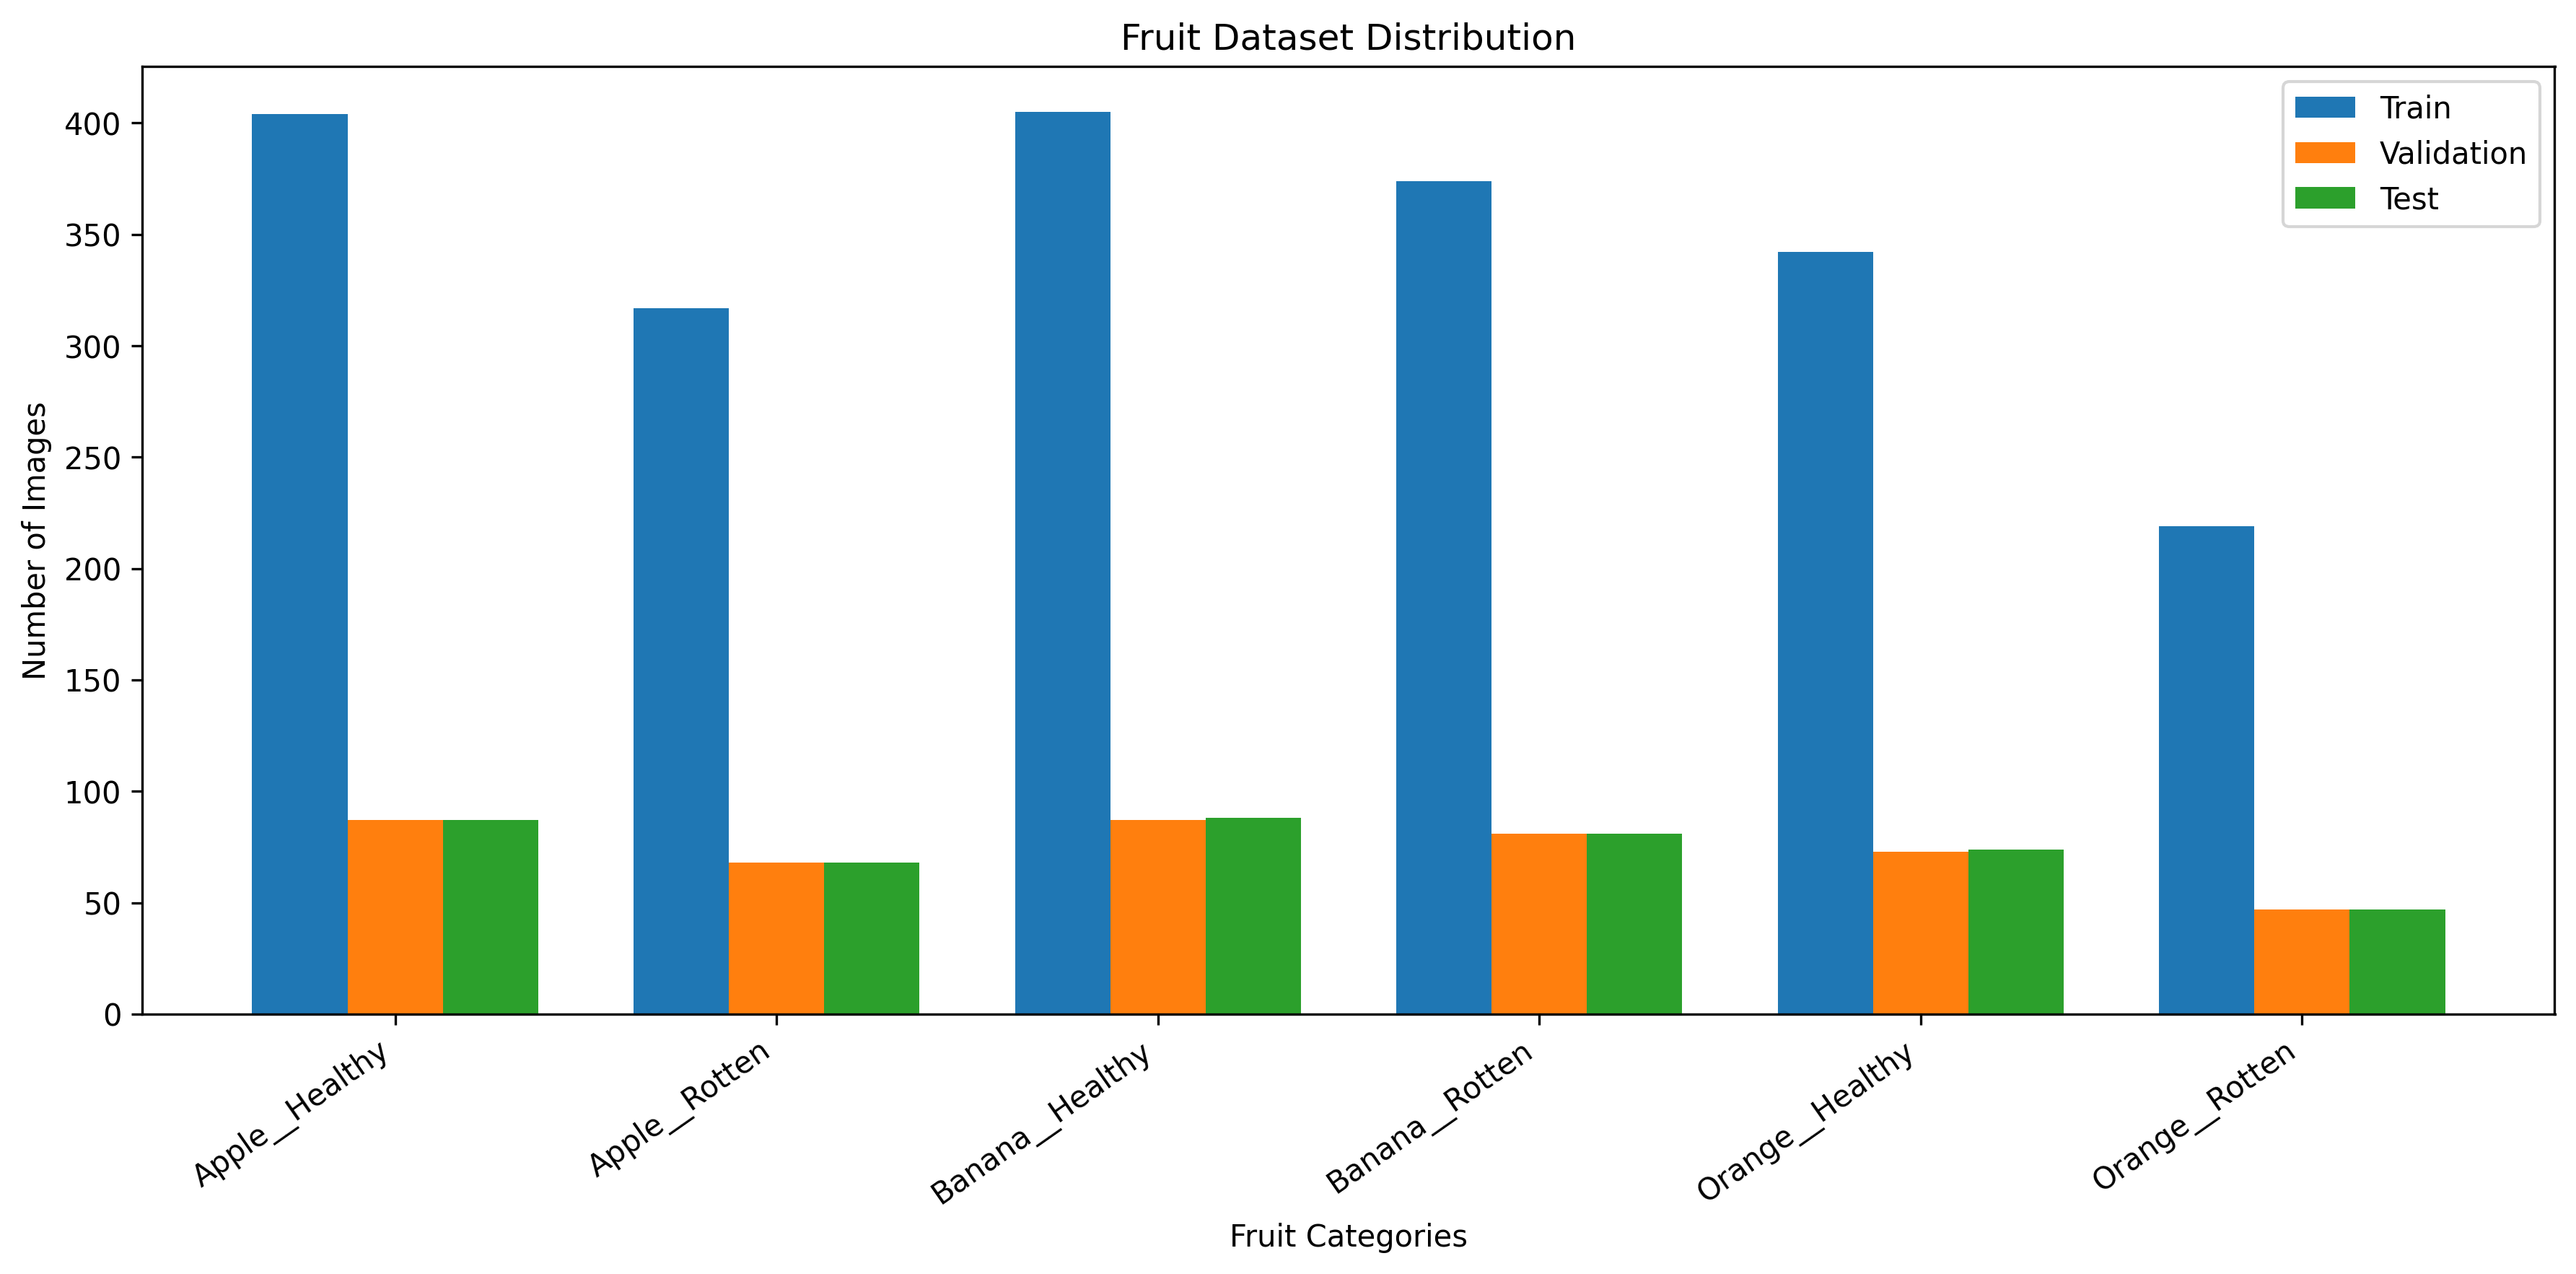 Fruit Dataset Distribution
Train
Validation
Test
Number of Images
400
350
300
250
200
150
100
50
0
Apple__Healthy
Apple__Rotten
Banana__Healthy
Banana__Rotten
Orange__Healthy
Orange__Rotten
Fruit Categories